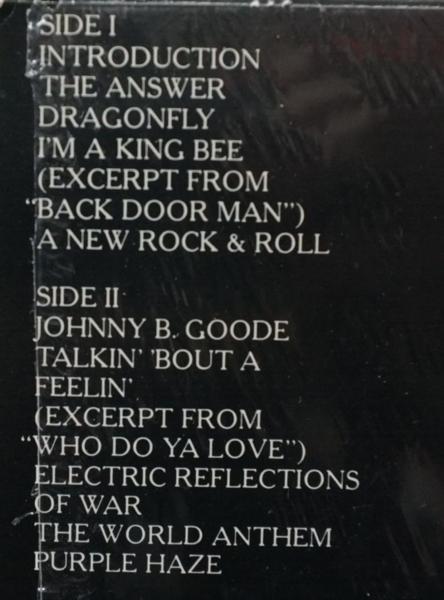 SIDE I
INTRODUCTION
THE ANSWER
DRAGONFLY
I'M A KING BEE
(EXCERPT FROM
"BACK DOOR MAN")
A NEW ROCK & ROLL
SIDE II
JOHNNY B. GOODE
TALKIN' 'BOUT A
FEELIN'
(EXCERPT FROM
"WHO DO YA LOVE")
ELECTRIC REFLECTIONS
OF WAR
THE WORLD ANTHEM
PURPLE HAZE